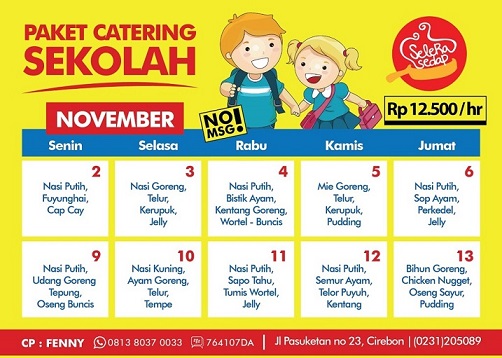 PAKET CATERING
SEKOLAH
SeleRa
Sedap
NO!
MSG
Rp 12.500/hr
NOVEMBER
Senin
Selasa
Rabu
Kamis
Jumat
2
Nasi Putih,
Fuyunghai,
Cap Cay
3
Nasi Goreng,
Telur,
Kerupuk,
Jelly
4
Nasi Putih,
Bistik Ayam,
Kentang Goreng,
Wortel - Buncis
5
Mie Goreng,
Telur,
Kerupuk,
Pudding
6
Nasi Putih,
Sop Ayam,
Perkedel,
Jelly
9
Nasi Putih,
Udang Goreng
Tepung,
Oseng Buncis
10
Nasi Kuning,
Ayam Goreng,
Telur,
Tempe
11
Nasi Putih,
Sapo Tahu,
Tumis Wortel,
Jelly
12
Nasi Putih,
Semur Ayam,
Telor Puyuh,
Kentang
13
Bihun Goreng,
Chicken Nugget,
Oseng Sayur,
Pudding
CP : FENNY 0813 8037 0033 764107DA | Jl Pasuketan no 23, Cirebon | (0231)205089